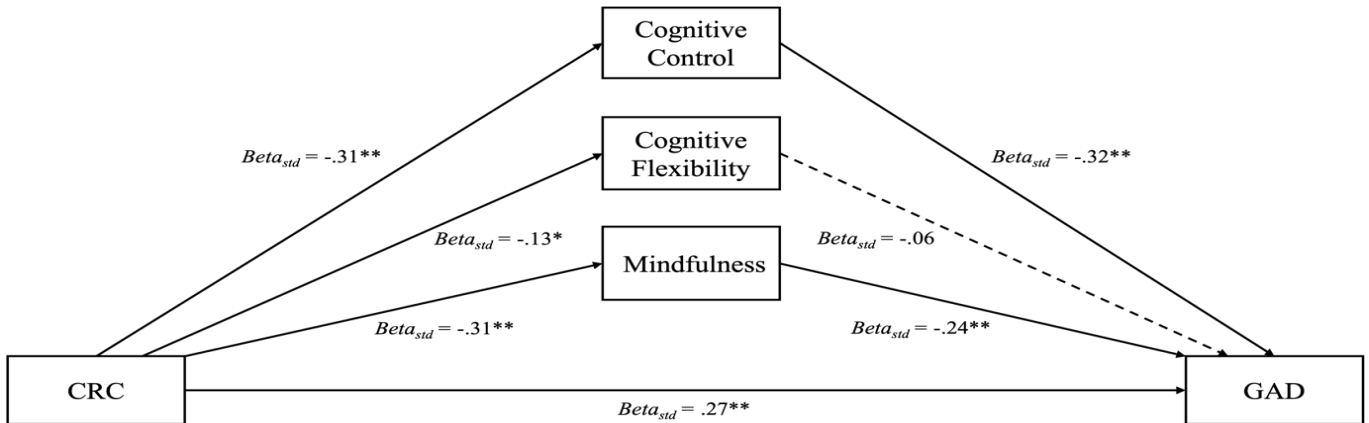 Cognitive
Control
Beta_std = -.31**
Beta_std = -.32**
Cognitive
Flexibility
Beta_std = -.13*
Beta_std = -.06
Mindfulness
Beta_std = -.31**
Beta_std = -.24**
CRC
GAD
Beta_std = .27**